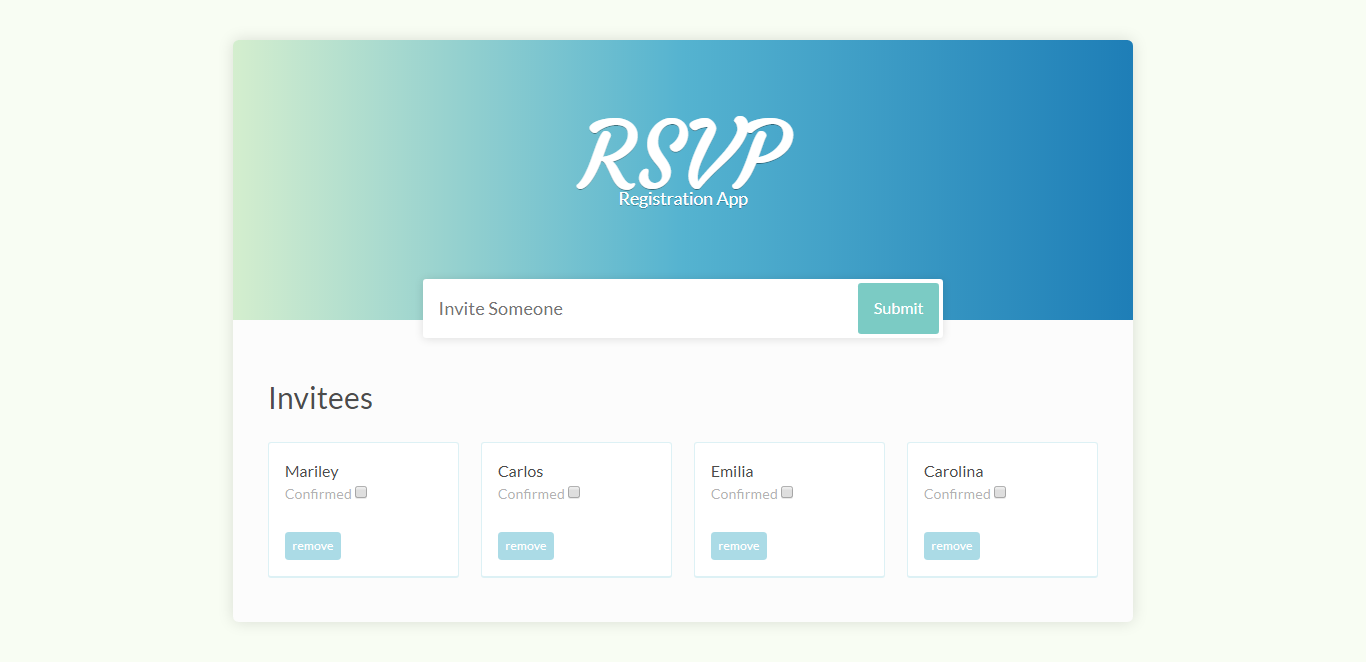 RSVP
Registration App
Invite Someone
Submit
Invitees
Mariley
Confirmed
remove
Carlos
Confirmed
remove
Emilia
Confirmed
remove
Carolina
Confirmed
remove